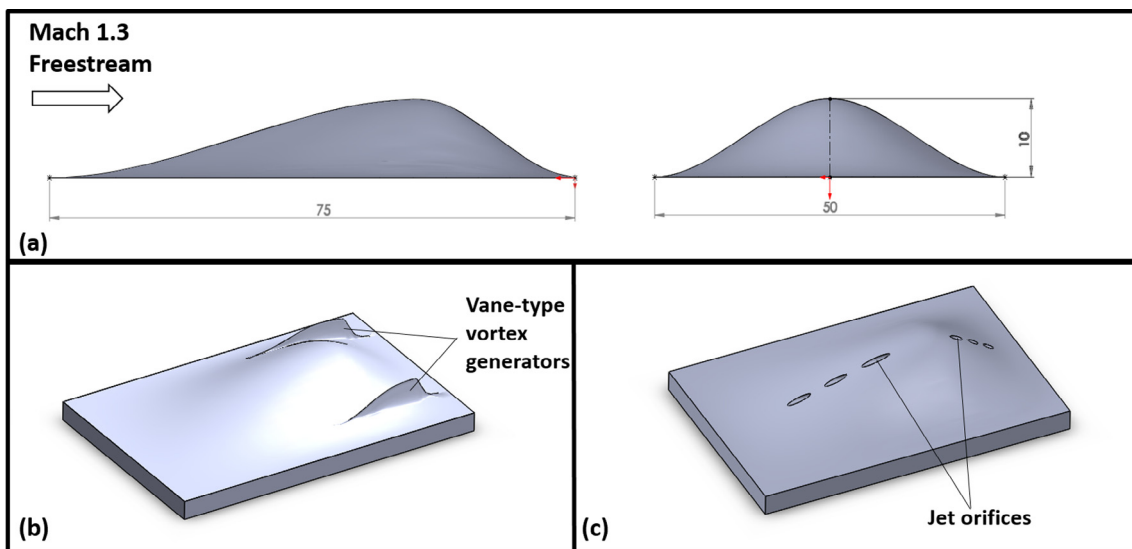 Mach 1.3
Freestream
10
75
50
(a)
Vane-type
vortex
generators
(b)
Jet orifices
(c)